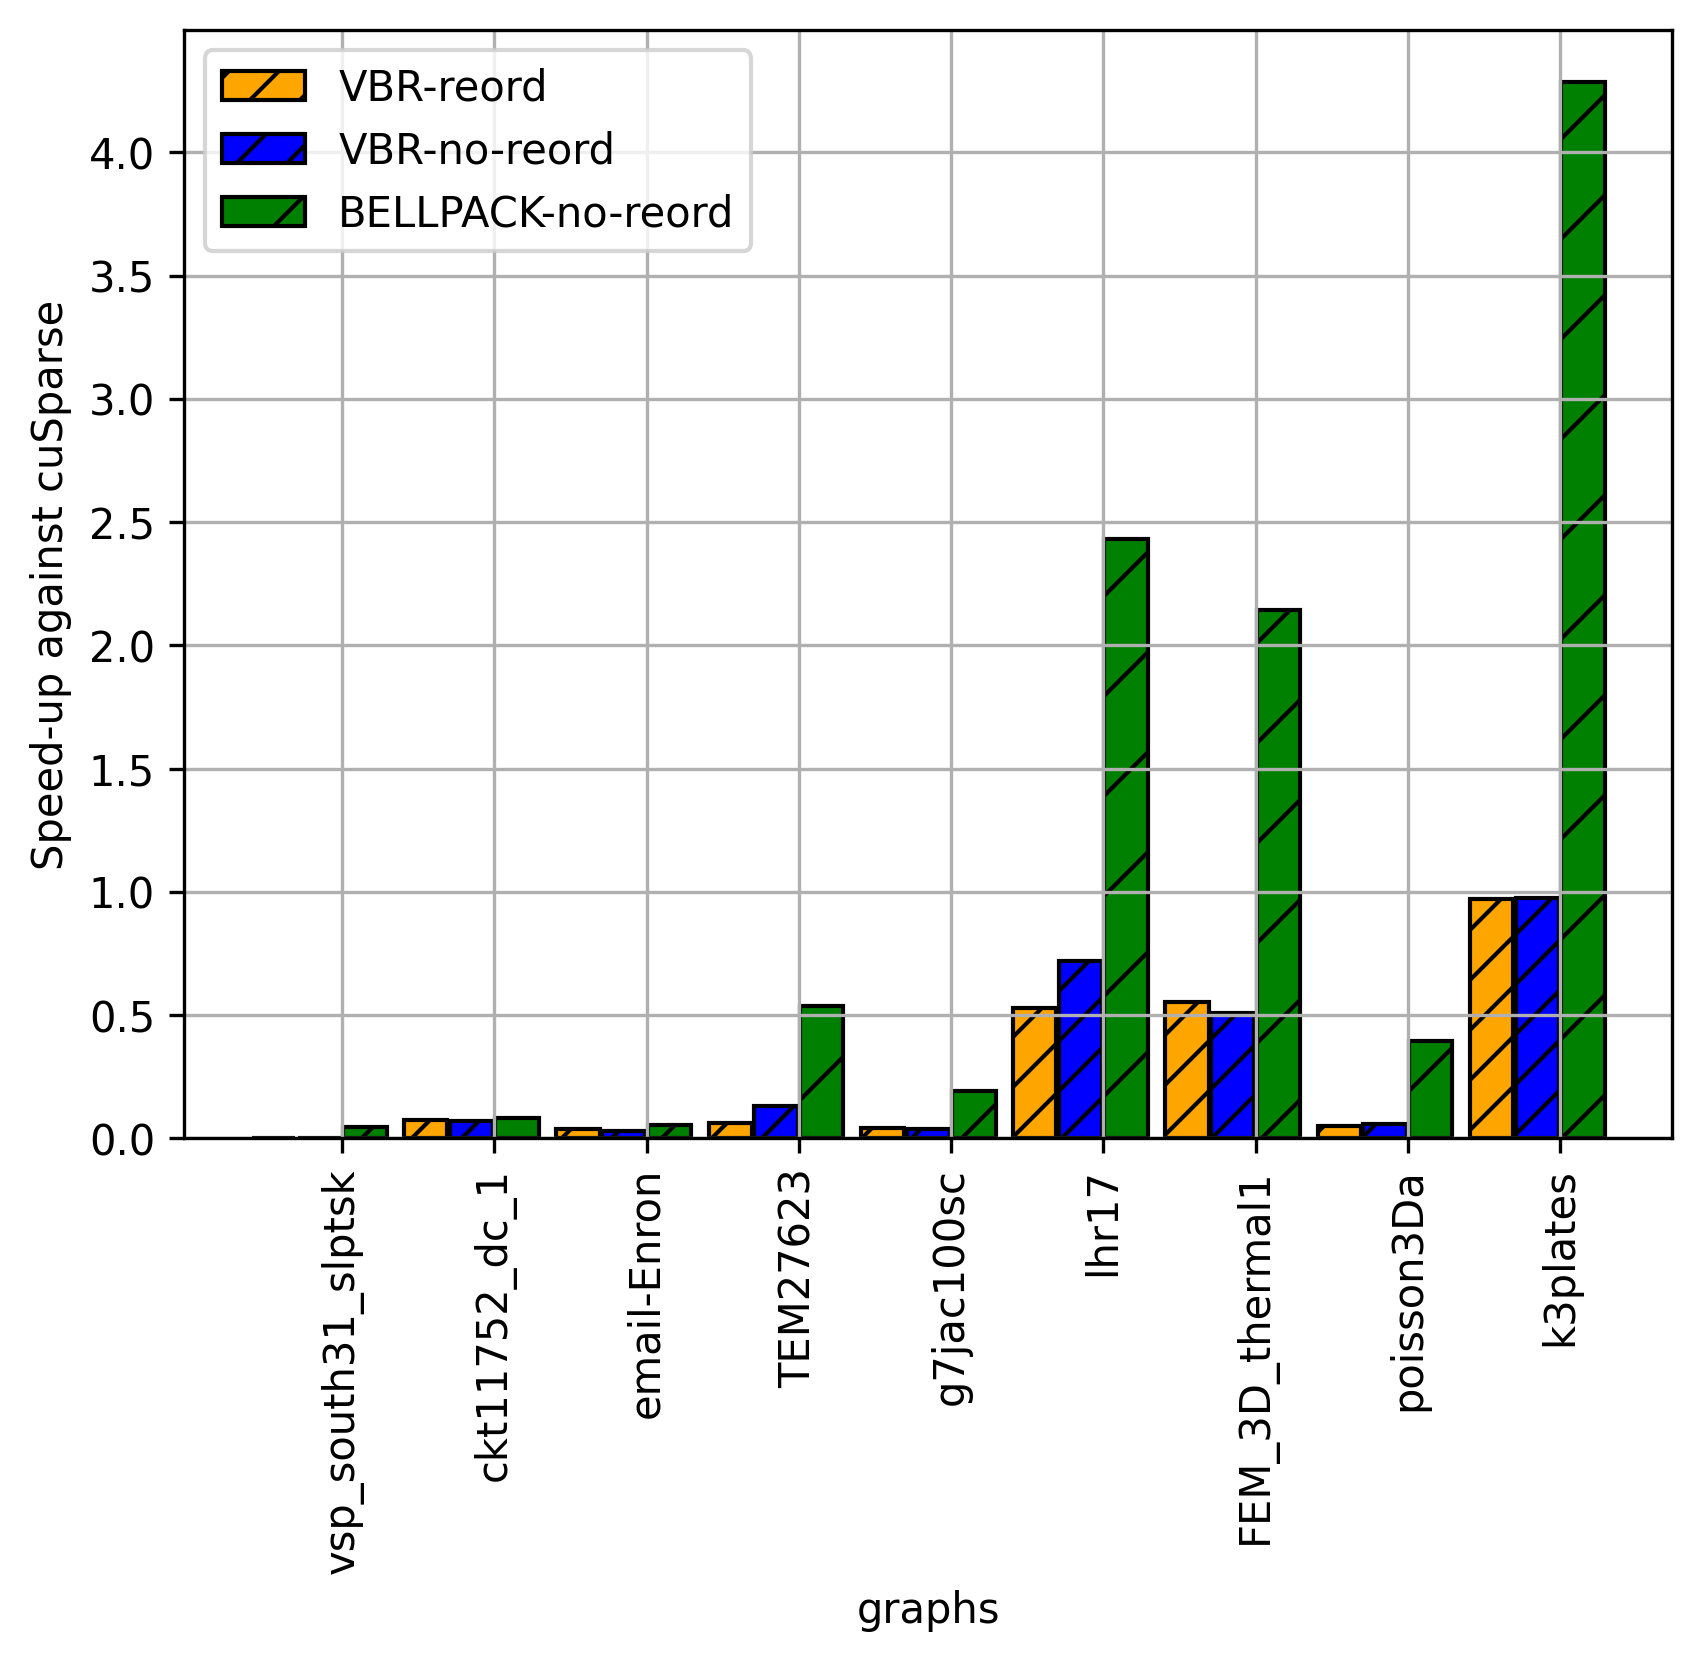 VBR-reord
VBR-no-reord
BELLPACK-no-reord
Speed-up against cuSparse
4.0
3.5
3.0
2.5
2.0
1.5
1.0
0.5
0.0
vsp_south31_slptsk
ckt11752_dc_1
email-Enron
TEM27623
g7jac100sc
lhr17
FEM_3D_thermal1
poisson3Da
k3plates
graphs